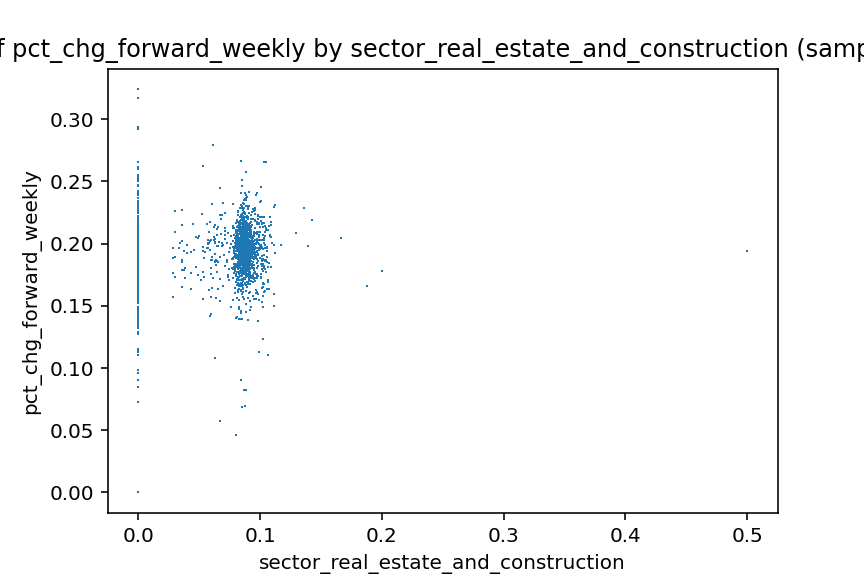 pct_chg_forward_weekly by sector_real_estate_and_construction
0.30
0.25
0.20
0.15
0.10
0.05
0.00
pct_chg_forward_weekly
0.0 0.1 0.2 0.3 0.4 0.5
sector_real_estate_and_construction